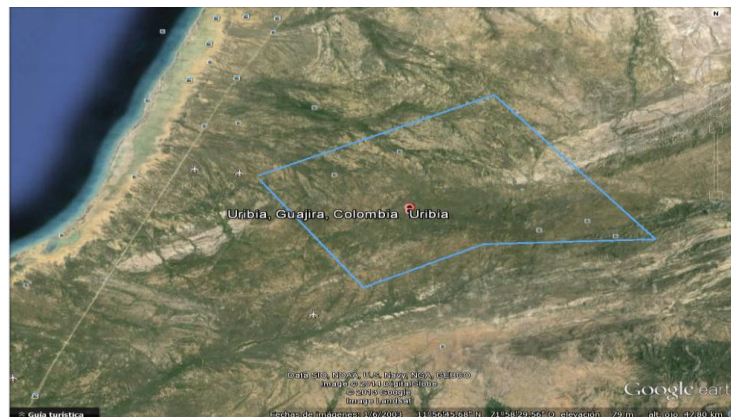 N
Uribia, Guajira, Colombia Uribia
Data SIO, NOAA, U.S. Navy, NGA, GEBCO
Image © 2014 DigitalGlobe
© 2013 Google
Image Landsat
Google earth
Guía turística
Fechas de imágenes: 1/6/2003 11°56'45.68" N 71°58'29.56" O elevación 79 m alt. ojo 47.80 km